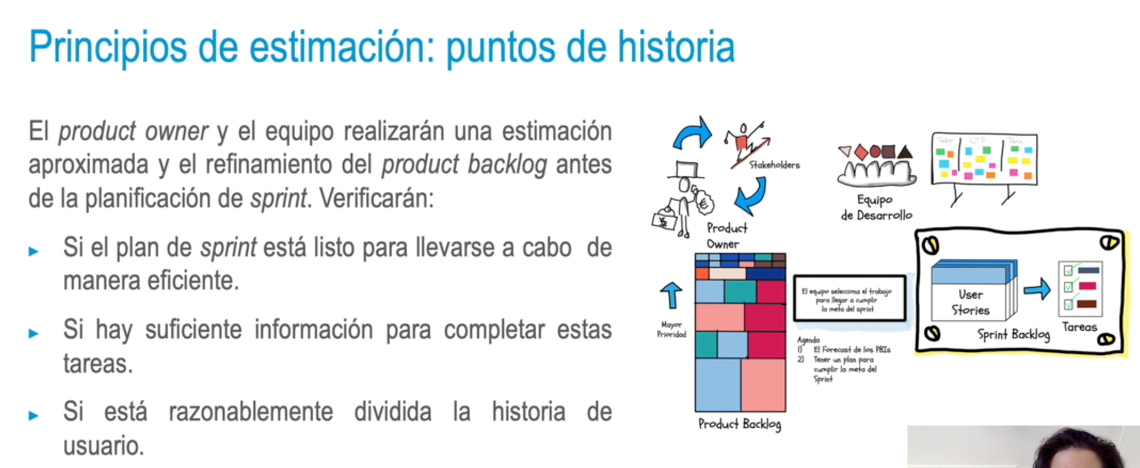 Principios de estimación: puntos de historia
El product owner y el equipo realizarán una estimación
aproximada y el refinamiento del product backlog antes
de la planificación de sprint. Verificarán:
► Si el plan de sprint está listo para llevarse a cabo de
manera eficiente.
► Si hay suficiente información para completar estas
tareas.
► Si está razonablemente dividida la historia de
usuario.
Stakeholders
Product
Owner
Mayor
Prioridad
Product Backlog
El equipo selecciona el trabajo
para llegar a cumplir
la meta del sprint
Agenda
1) El Forecast de los PBIs
2) Tener un plan para
cumplir la meta del
Sprint
Equipo
de Desarrollo
User
Stories
Sprint Backlog
Tareas